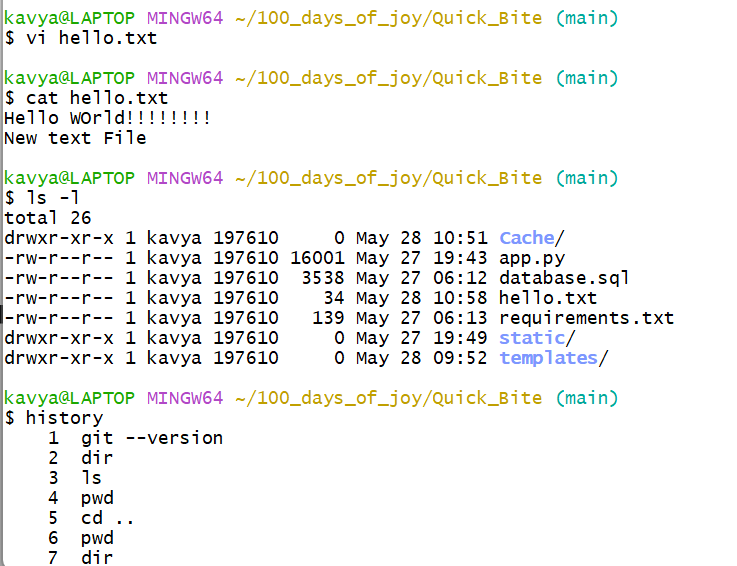 kavya@LAPTOP MINGW64 ~/100_days_of_joy/Quick_Bite (main)
$ vi hello.txt
kavya@LAPTOP MINGW64 ~/100_days_of_joy/Quick_Bite (main)
$ cat hello.txt
Hello WOrld!!!!!!!!
New text File
kavya@LAPTOP MINGW64 ~/100_days_of_joy/Quick_Bite (main)
$ ls -l
total 26
drwxr-xr-x 1 kavya 197610     0 May 28 10:51 Cache/
-rw-r--r-- 1 kavya 197610 16001 May 27 19:43 app.py
-rw-r--r-- 1 kavya 197610  3538 May 27 06:12 database.sql
-rw-r--r-- 1 kavya 197610    34 May 28 10:58 hello.txt
-rw-r--r-- 1 kavya 197610   139 May 27 06:13 requirements.txt
drwxr-xr-x 1 kavya 197610     0 May 27 19:49 static/
drwxr-xr-x 1 kavya 197610     0 May 28 09:52 templates/
kavya@LAPTOP MINGW64 ~/100_days_of_joy/Quick_Bite (main)
$ history
    1  git --version
    2  dir
    3  ls
    4  pwd
    5  cd ..
    6  pwd
    7  dir